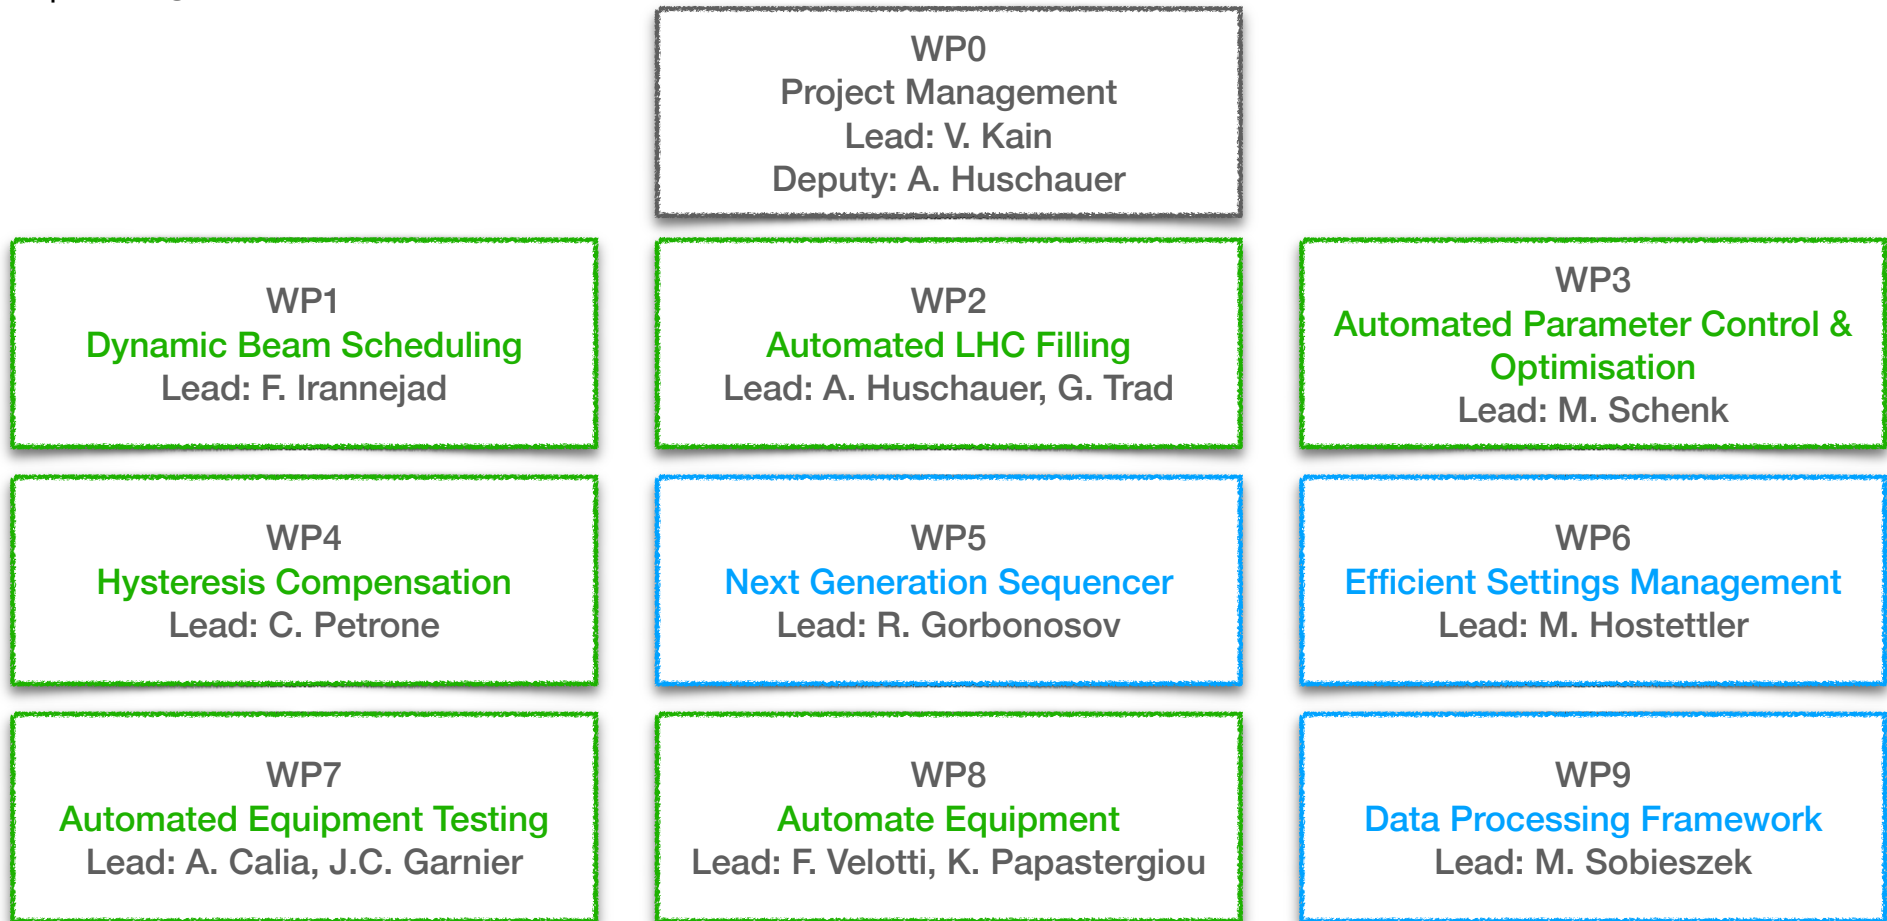 WP0
Project Management
Lead: V. Kain
Deputy: A. Huschauer
WP1
Dynamic Beam Scheduling
Lead: F. Irannejad
WP2
Automated LHC Filling
Lead: A. Huschauer, G. Trad
WP3
Automated Parameter Control &
Optimisation
Lead: M. Schenk
WP4
Hysteresis Compensation
Lead: C. Petrone
WP5
Next Generation Sequencer
Lead: R. Gorbonosov
WP6
Efficient Settings Management
Lead: M. Hostettler
WP7
Automated Equipment Testing
Lead: A. Calia, J.C. Garnier
WP8
Automate Equipment
Lead: F. Velotti, K. Papastergiou
WP9
Data Processing Framework
Lead: M. Sobieszek